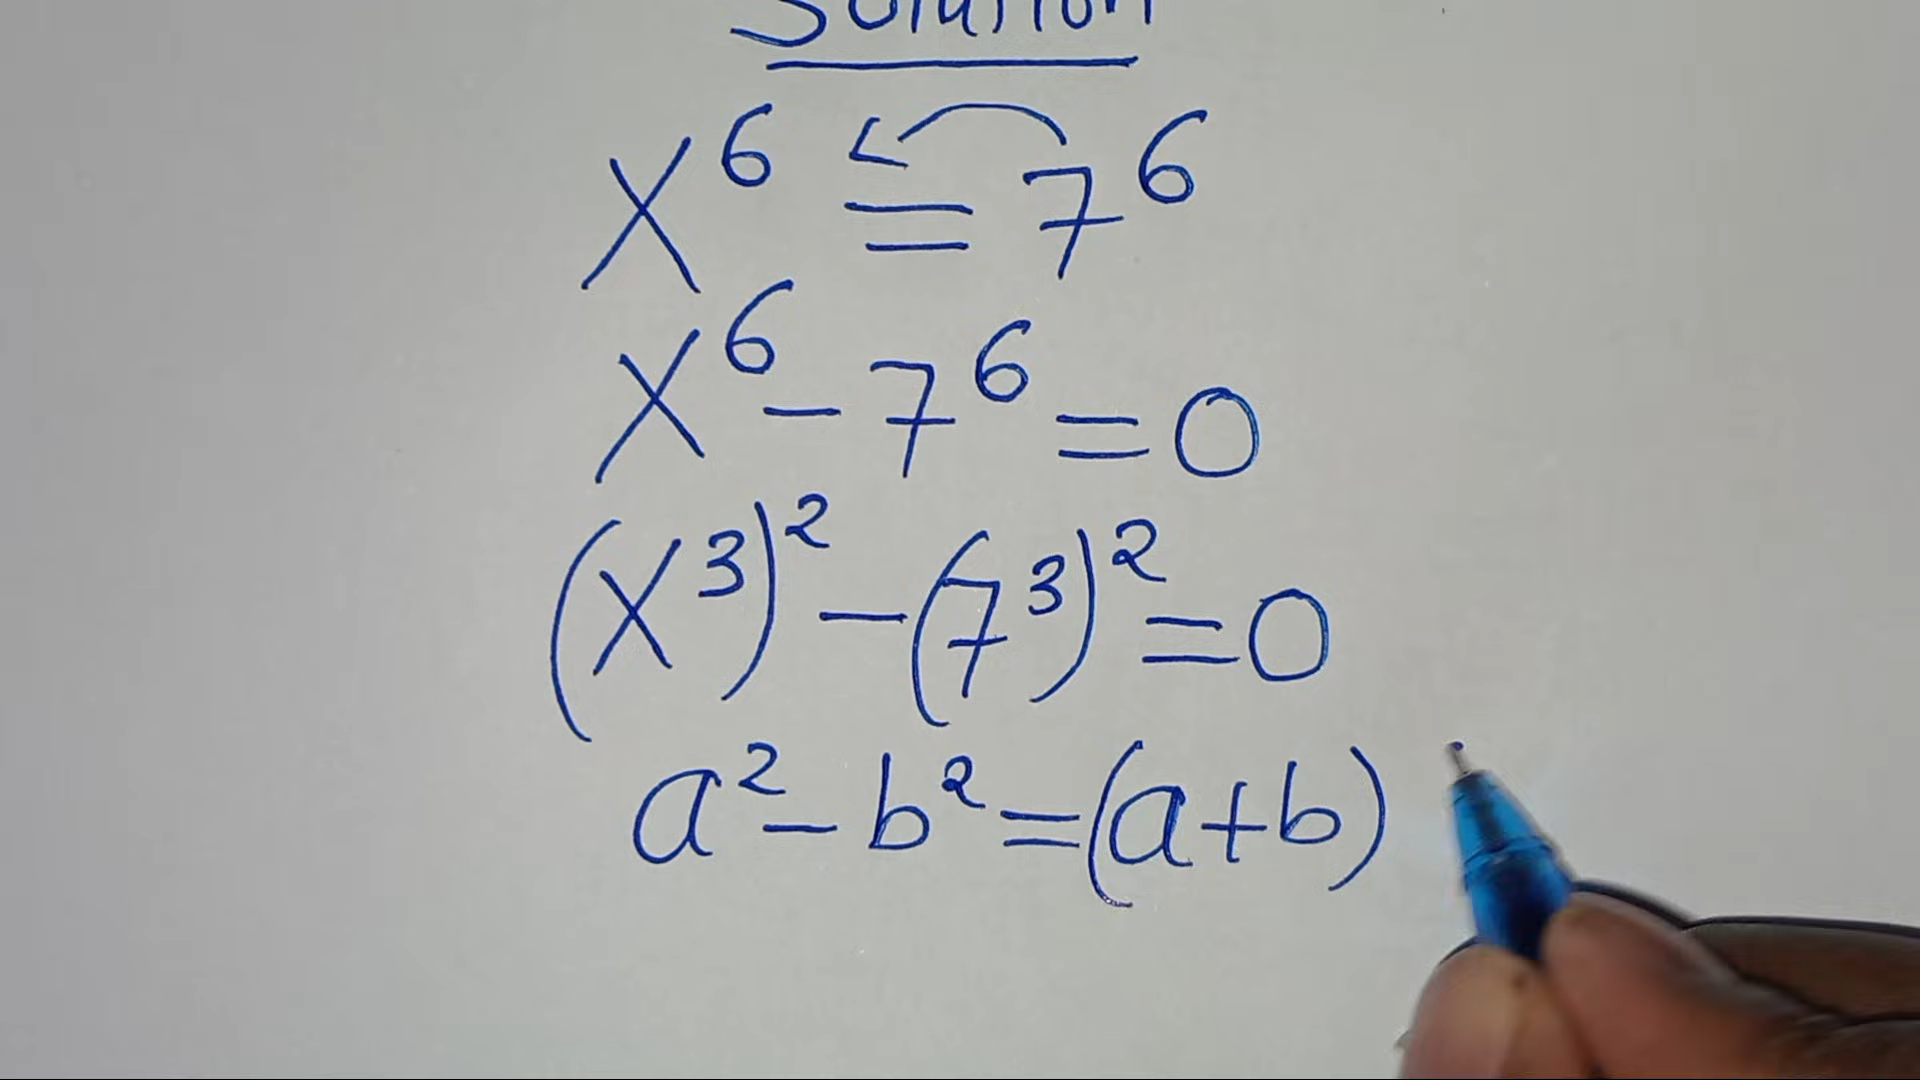 Solution
x⁶ = 7⁶
x⁶ - 7⁶ = 0
(x³)² - (7³)² = 0
a² - b² = (a+b)